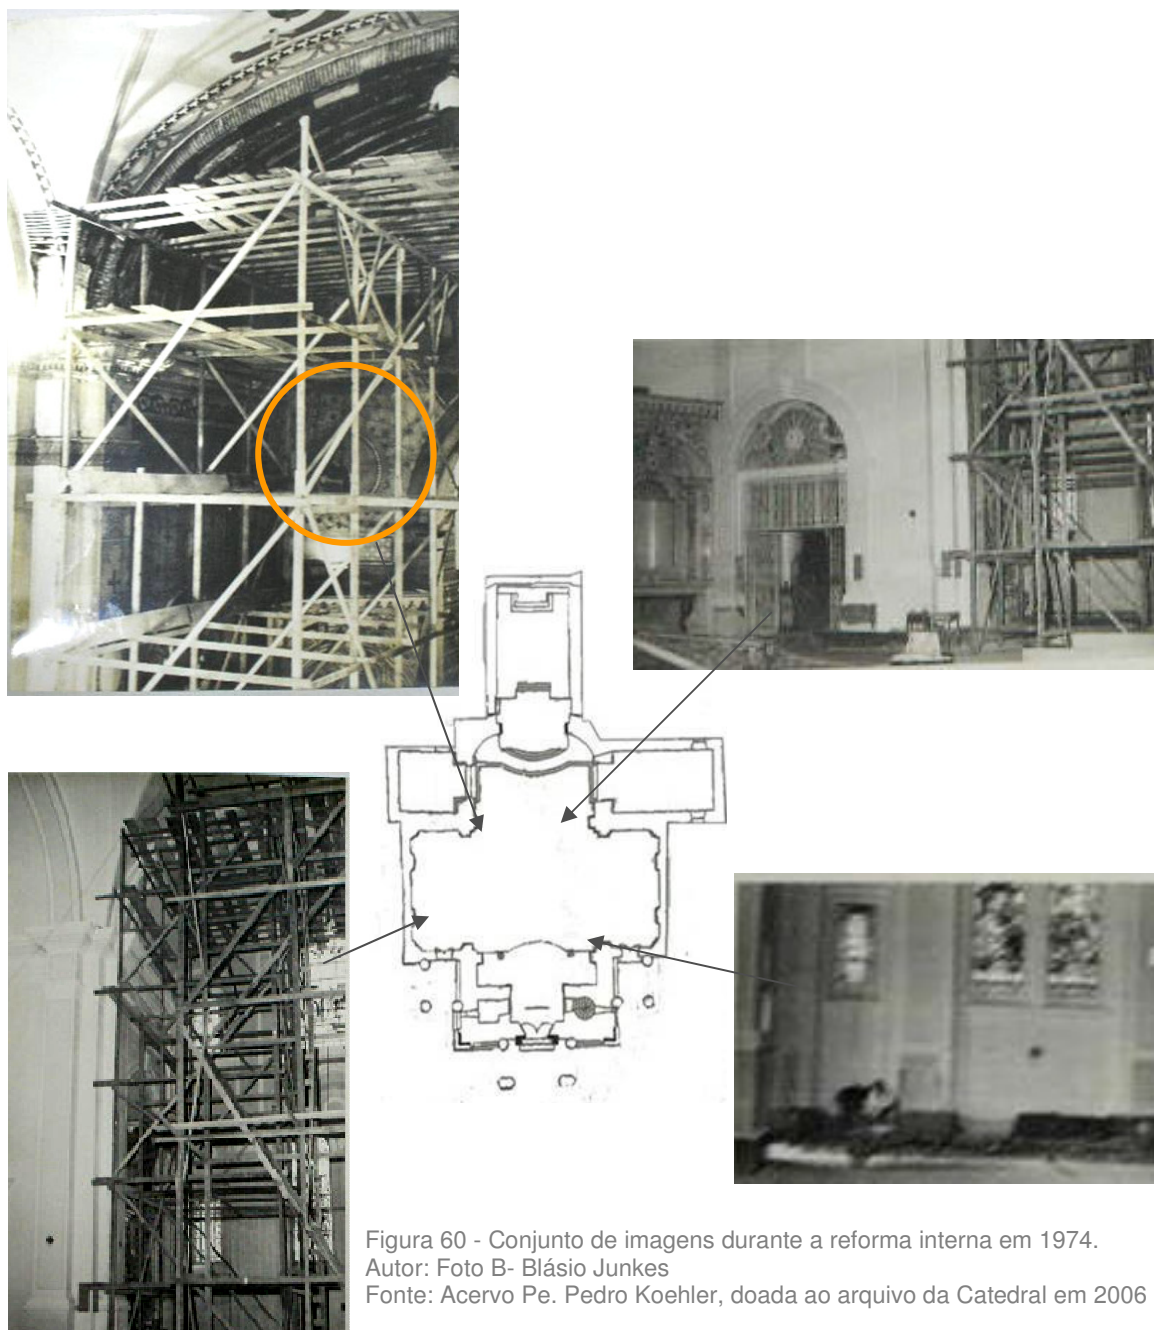 Figura 60 - Conjunto de imagens durante a reforma interna em 1974.
Autor: Foto B- Blásio Junkes
Fonte: Acervo Pe. Pedro Koehler, doada ao arquivo da Catedral em 2006